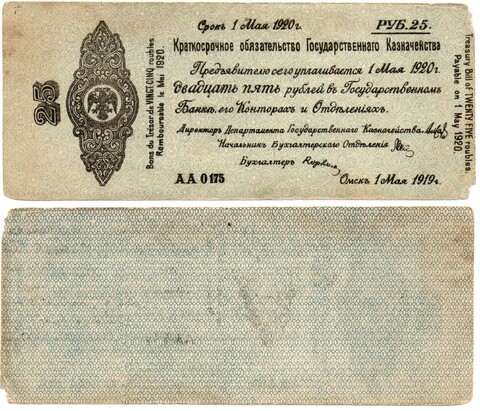 Срокъ 1 Мая 1920г.
РУБ.25.
Краткосрочное обязательство Государственнаго Казначейства
Предъявителю сего уплачивается 1 Мая 1920г.
двадцать пять рублей въ Государственномъ
Банкѣ, его Конторахъ и Отдѣленіяхъ.
Директоръ Департамента Государственнаго Казначейства
Начальникъ Бухгалтерскаго Отдѣленія
Бухгалтеръ
АА 0175
Омскъ 1 Мая 1919г.
25
Bons du Trésor de VINGT CINQ roubles.
Remboursable le 1 Mei 1920.
Treasury Bill of TWENTY FIVE roubles.
Payable on 1 May 1920.